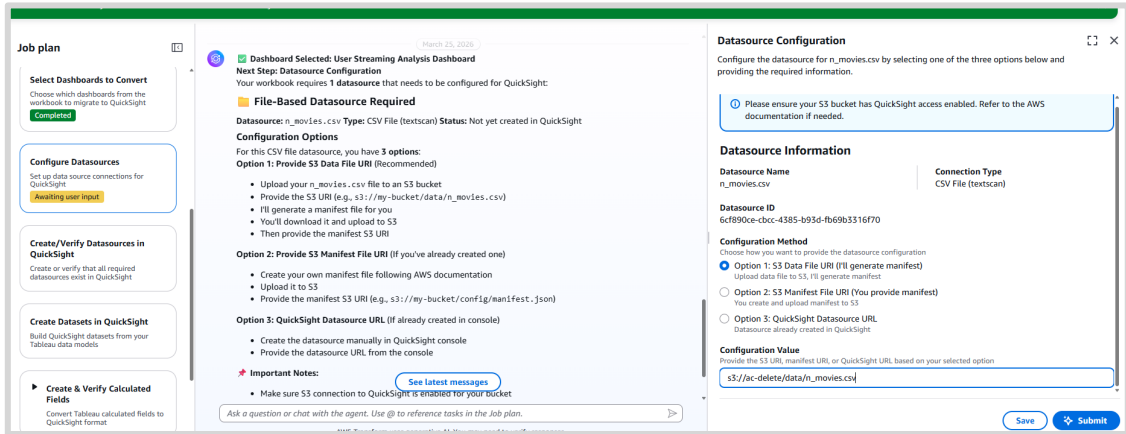 Job plan
Select Dashboards to Convert
Choose which dashboards from the
workbook to migrate to QuickSight
Completed
Configure Datasources
Set up data source connections for
QuickSight
Awaiting user input
Create/Verify Datasources in
QuickSight
Create or verify that all required
datasources exist in QuickSight
Create Datasets in QuickSight
Build QuickSight datasets from your
Tableau data models
Create & Verify Calculated
Fields
Convert Tableau calculated fields to
QuickSight format
March 25, 2026
Dashboard Selected: User Streaming Analysis Dashboard
Next Step: Datasource Configuration
Your workbook requires 1 datasource that needs to be configured for QuickSight:
File-Based Datasource Required
Datasource: n_movies.csv Type: CSV File (textscan) Status: Not yet created in QuickSight
Configuration Options
For this CSV file datasource, you have 3 options:
Option 1: Provide S3 Data File URI (Recommended)
• Upload your n_movies.csv file to an S3 bucket
• Provide the S3 URI (e.g., s3://my-bucket/data/n_movies.csv)
• I'll generate a manifest file for you
• You'll download it and upload to S3
• Then provide the manifest S3 URI
Option 2: Provide S3 Manifest File URI (If you've already created one)
• Create your own manifest file following AWS documentation
• Upload it to S3
• Provide the manifest S3 URI (e.g., s3://my-bucket/config/manifest.json)
Option 3: QuickSight Datasource URL (If already created in console)
• Create the datasource manually in QuickSight console
• Provide the datasource URL from the console
Important Notes:
See latest messages
• Make sure S3 connection to QuickSight is enabled for your bucket
Ask a question or chat with the agent. Use @ to reference tasks in the Job plan.
Datasource Configuration
Configure the datasource for n_movies.csv by selecting one of the three options below and
providing the required information.
Please ensure your S3 bucket has QuickSight access enabled. Refer to the AWS
documentation if needed.
Datasource Information
Datasource Name
n_movies.csv
Connection Type
CSV File (textscan)
Datasource ID
6cf890ce-cbcc-4385-b93d-fb69b3316f70
Configuration Method
Choose how you want to provide the datasource configuration
Option 1: S3 Data File URI (I'll generate manifest)
Upload data file to S3, I'll generate manifest
Option 2: S3 Manifest File URI (You provide manifest)
You create and upload manifest to S3
Option 3: QuickSight Datasource URL
Datasource already created in QuickSight
Configuration Value
Provide the S3 URI, manifest URI, or QuickSight URL based on your selected option
s3://ac-delete/data/n_movies.csv
Save
Submit